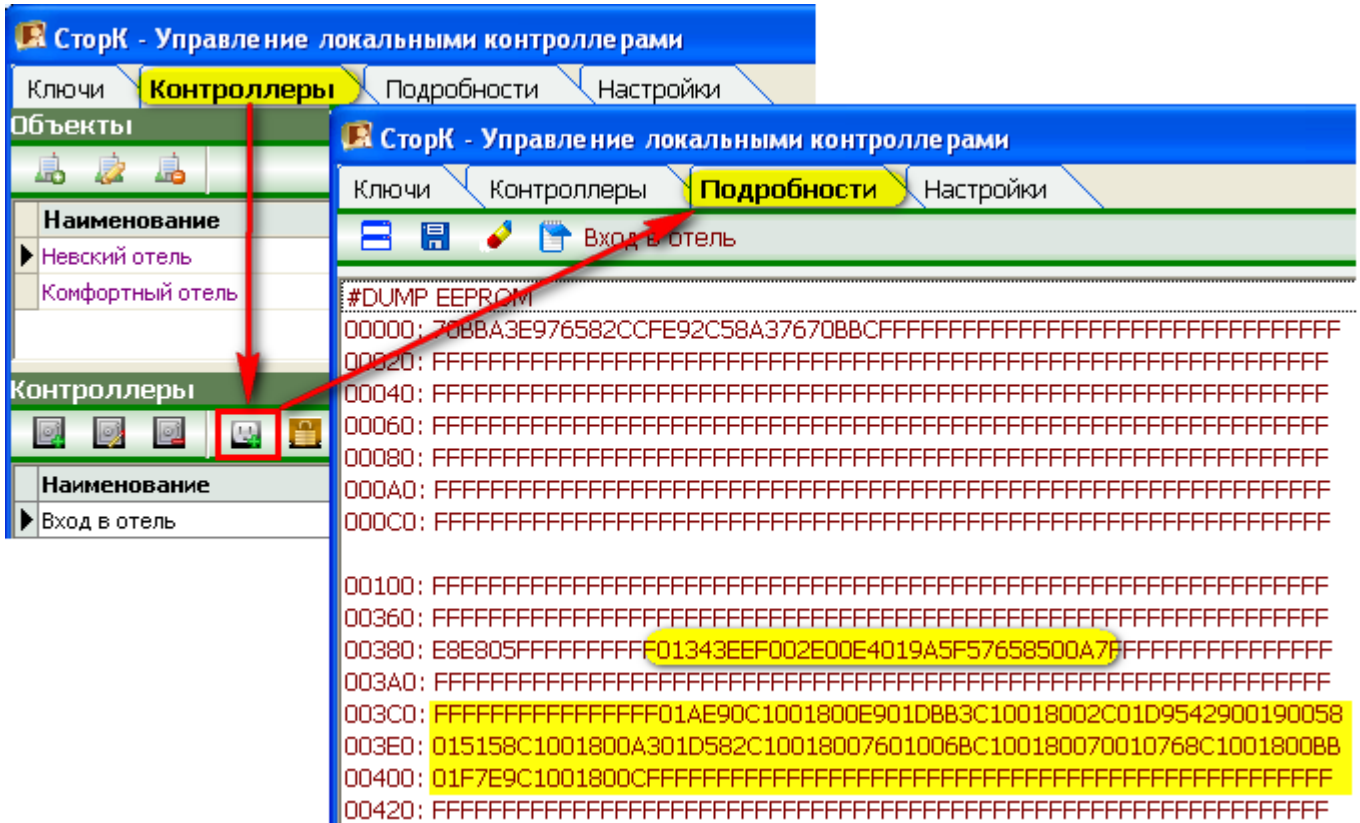 СторК - Управление локальными контроллерами
Ключи Контроллеры Подробности Настройки
Объекты
Наименование
Невский отель
Комфортный отель
Контроллеры
Наименование
Вход в отель
СторК - Управление локальными контроллерами
Ключи Контроллеры Подробности Настройки
Вход в отель
#DUMP EEPROM
00000: 70BBA3E976582CCFE92C58A37670BBCFFFFFFFFFFFFFFFFFFFFFFFFFFFFFFFFF
00020: FFFFFFFFFFFFFFFFFFFFFFFFFFFFFFFFFFFFFFFFFFFFFFFFFFFFFFFFFFFFFFFF
00040: FFFFFFFFFFFFFFFFFFFFFFFFFFFFFFFFFFFFFFFFFFFFFFFFFFFFFFFFFFFFFFFF
00060: FFFFFFFFFFFFFFFFFFFFFFFFFFFFFFFFFFFFFFFFFFFFFFFFFFFFFFFFFFFFFFFF
00080: FFFFFFFFFFFFFFFFFFFFFFFFFFFFFFFFFFFFFFFFFFFFFFFFFFFFFFFFFFFFFFFF
000A0: FFFFFFFFFFFFFFFFFFFFFFFFFFFFFFFFFFFFFFFFFFFFFFFFFFFFFFFFFFFFFFFF
000C0: FFFFFFFFFFFFFFFFFFFFFFFFFFFFFFFFFFFFFFFFFFFFFFFFFFFFFFFFFFFFFFFF
00100: FFFFFFFFFFFFFFFFFFFFFFFFFFFFFFFFFFFFFFFFFFFFFFFFFFFFFFFFFFFFFFFF
00360: FFFFFFFFFFFFFFFFFFFFFFFFFFFFFFFFFFFFFFFFFFFFFFFFFFFFFFFFFFFFFFFF
00380: E8E805FFFFFFFFFF01343EEF002E00E4019A5F57658500A7FFFFFFFFFFFFFFFF
003A0: FFFFFFFFFFFFFFFFFFFFFFFFFFFFFFFFFFFFFFFFFFFFFFFFFFFFFFFFFFFFFFFF
003C0: FFFFFFFFFFFFFFFF01AE90C1001800E901DBB3C10018002C01D9542900190058
003E0: 015158C1001800A301D582C10018007601006BC100180070010768C1001800BB
00400: 01F7E9C1001800CFFFFFFFFFFFFFFFFFFFFFFFFFFFFFFFFFFFFFFFFFFFFFFFFF
00420: FFFFFFFFFFFFFFFFFFFFFFFFFFFFFFFFFFFFFFFFFFFFFFFFFFFFFFFFFFFFFFFF